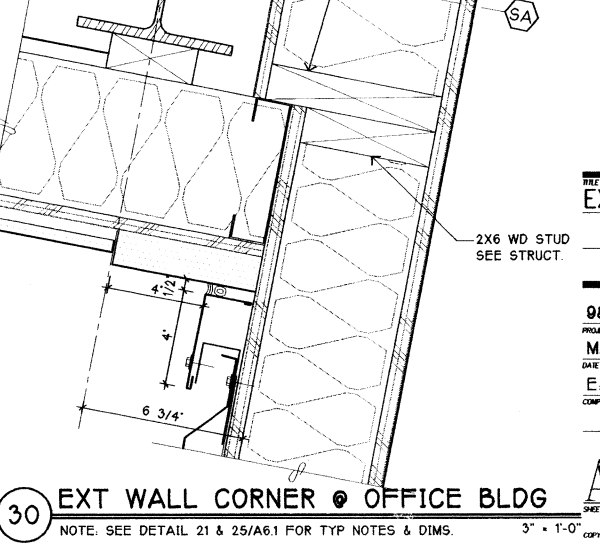 SA
2X6 WD STUD
SEE STRUCT.
4"
1/2"
4"
6 3/4"
30
EXT WALL CORNER @ OFFICE BLDG
NOTE: SEE DETAIL 21 & 25/A6.1 FOR TYP NOTES & DIMS.
3" = 1'-0"
TITLE